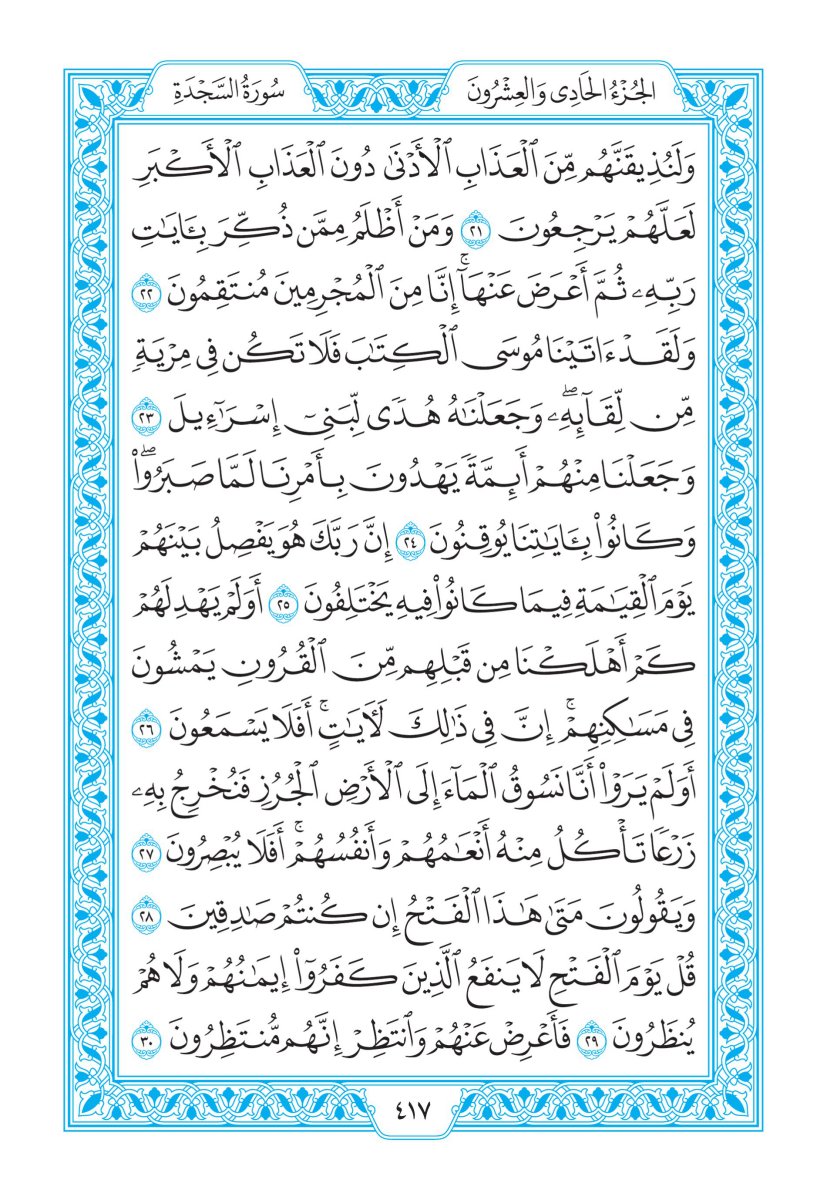 الجُزْءُ الحَادِى وَالعِشْرُونَ
سُورَةُ السَّجْدَةِ
وَلَنُذِيقَنَّهُم مِّنَ ٱلْعَذَابِ ٱلْأَدْنَىٰ دُونَ ٱلْعَذَابِ ٱلْأَكْبَرِ
لَعَلَّهُمْ يَرْجِعُونَ ٢١ وَمَنْ أَظْلَمُ مِمَّن ذُكِّرَ بِـَٔايَـٰتِ
رَبِّهِۦ ثُمَّ أَعْرَضَ عَنْهَآۚ إِنَّا مِنَ ٱلْمُجْرِمِينَ مُنتَقِمُونَ ٢٢
وَلَقَدْ ءَاتَيْنَا مُوسَى ٱلْكِتَـٰبَ فَلَا تَكُن فِى مِرْيَةٍ
مِّن لِّقَآئِهِۦۖ وَجَعَلْنَـٰهُ هُدًى لِّبَنِىٓ إِسْرَٰٓءِيلَ ٢٣
وَجَعَلْنَا مِنْهُمْ أَئِمَّةً يَهْدُونَ بِأَمْرِنَا لَمَّا صَبَرُوا۟ۖ
وَكَانُوا۟ بِـَٔايَـٰتِنَا يُوقِنُونَ ٢٤ إِنَّ رَبَّكَ هُوَ يَفْصِلُ بَيْنَهُمْ
يَوْمَ ٱلْقِيَـٰمَةِ فِيمَا كَانُوا۟ فِيهِ يَخْتَلِفُونَ ٢٥ أَوَلَمْ يَهْدِ لَهُمْ
كَمْ أَهْلَكْنَا مِن قَبْلِهِم مِّنَ ٱلْقُرُونِ يَمْشُونَ
فِى مَسَـٰكِنِهِمْۚ إِنَّ فِى ذَٰلِكَ لَـَٔايَـٰتٍۚ أَفَلَا يَسْمَعُونَ ٢٦
أَوَلَمْ يَرَوْا۟ أَنَّا نَسُوقُ ٱلْمَآءَ إِلَى ٱلْأَرْضِ ٱلْجُرُزِ فَنُخْرِجُ بِهِۦ
زَرْعًا تَأْكُلُ مِنْهُ أَنْعَـٰمُهُمْ وَأَنفُسُهُمْۚ أَفَلَا يُبْصِرُونَ ٢٧
وَيَقُولُونَ مَتَىٰ هَـٰذَا ٱلْفَتْحُ إِن كُنتُمْ صَـٰدِقِينَ ٢٨
قُلْ يَوْمَ ٱلْفَتْحِ لَا يَنفَعُ ٱلَّذِينَ كَفَرُوٓا۟ إِيمَـٰنُهُمْ وَلَا هُمْ
يُنظَرُونَ ٢٩ فَأَعْرِضْ عَنْهُمْ وَٱنتَظِرْ إِنَّهُم مُّنتَظِرُونَ ٣٠
٤١٧